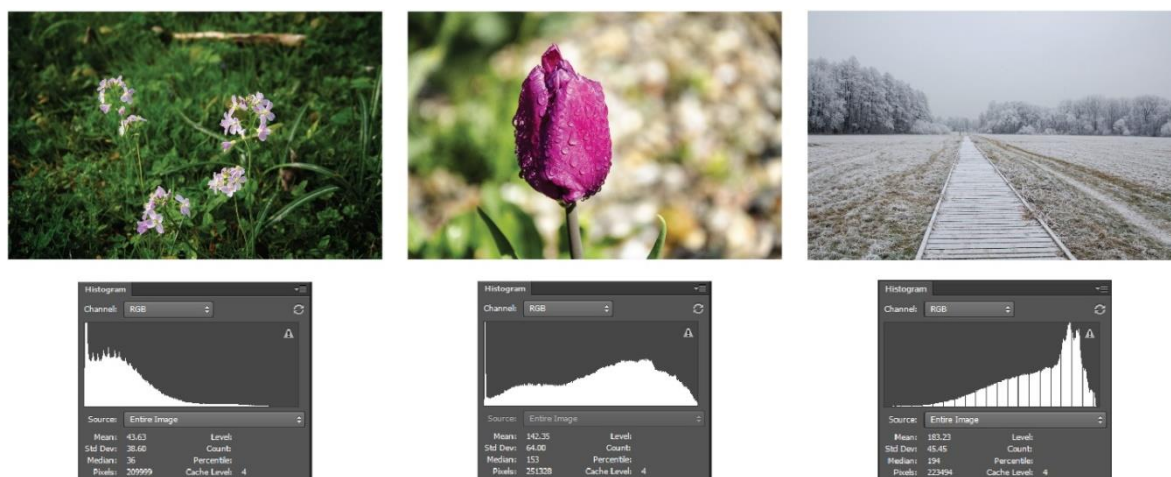 Histogram
Channel: RGB
Source: Entire Image
Mean: 43.63 Level:
Std Dev: 38.60 Count:
Median: 36 Percentile:
Pixels: 209999 Cache Level: 4
Histogram
Channel: RGB
Source: Entire Image
Mean: 142.35 Level:
Std Dev: 64.00 Count:
Median: 153 Percentile:
Pixels: 251328 Cache Level: 4
Histogram
Channel: RGB
Source: Entire Image
Mean: 183.23 Level:
Std Dev: 45.45 Count:
Median: 194 Percentile:
Pixels: 223494 Cache Level: 4